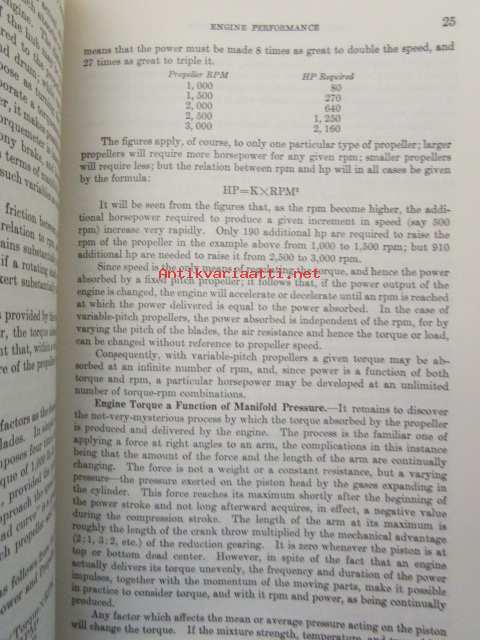 ENGINE PERFORMANCE 25
means that the power must be made 8 times as great to double the speed, and
27 times as great to triple it.
Propeller RPM HP Required
1,000 80
1,500 270
2,000 640
2,500 1,250
3,000 2,160
The figures apply, of course, to only one particular type of propeller; larger
propellers will require more horsepower for any given rpm; smaller propellers
will require less; but the relation between rpm and hp will in all cases be given
by the formula:
HP=K×RPM³
It will be seen from the figures that, as the rpm become higher, the addi-
tional horsepower required to produce a given increment in speed (say 500
rpm) increase very rapidly. Only 190 additional hp are required to raise the
rpm of the propeller in the example above from 1,000 to 1,500 rpm; but 910
additional hp are needed to raise it from 2,500 to 3,000 rpm.
Since speed is the only means of regulating the torque, and hence the power
Antikvariaatti.net
absorbed by a fixed pitch propeller; it follows that, if the power output of the
engine is changed, the engine will accelerate or decelerate until an rpm is reached
at which the power delivered is equal to the power absorbed. In the case of
variable-pitch propellers, the power absorbed is independent of the rpm, for by
varying the pitch of the blades, the air resistance and hence the torque or load,
can be changed without reference to propeller speed.
Consequently, with variable-pitch propellers a given torque may be ab-
sorbed at an infinite number of rpm, and, since power is a function of both
torque and rpm, a particular horsepower may be developed at an unlimited
number of torque-rpm combinations.
Engine Torque a Function of Manifold Pressure.—It remains to discover
the not-very-mysterious process by which the torque absorbed by the propeller
is produced and delivered by the engine. The process is the familiar one of
applying a force at right angles to an arm, the complications in this instance
being that the amount of the force and the length of the arm are continually
changing. The force is not a weight or a constant resistance, but a varying
pressure—the pressure exerted on the piston head by the gases expanding in
the cylinder. This force reaches its maximum shortly after the beginning of
the power stroke and not long afterward acquires, in effect, a negative value
during the compression stroke. The length of the arm at its maximum is
roughly the length of the crank throw multiplied by the mechanical advantage
(2:1, 3:2, etc.) of the reduction gearing. It is zero whenever the piston is at
top or bottom dead center. However, in spite of the fact that an engine
actually delivers its torque unevenly, the frequency and duration of the power
impulses, together with the momentum of the moving parts, make it possible
in practice to consider torque, and with it rpm and power, as being continually
produced.
Any factor which affects the mean or average pressure acting on the piston
will change the torque. If the mixture strength, temperature, and